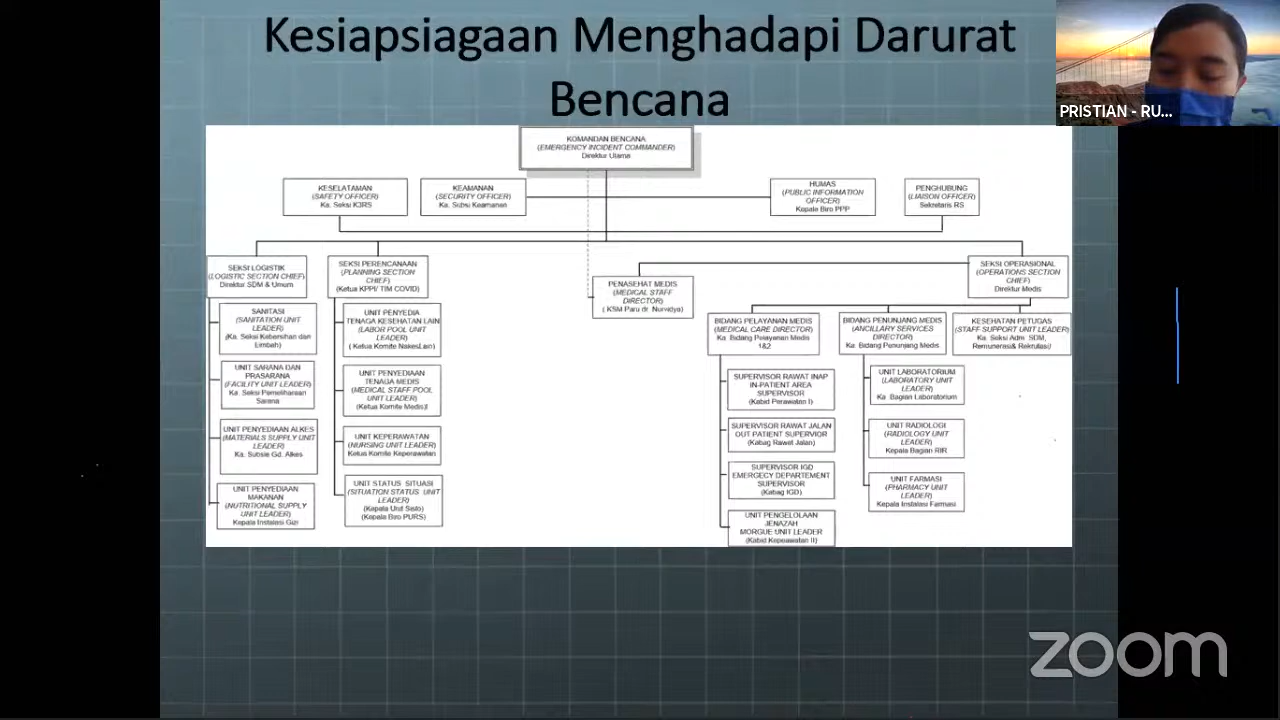 Kesiapsiagaan Menghadapi Darurat
Bencana
PRISTIAN - RU...
KOMANDAN BENCANA
(EMERGENCY INCIDENT COMMANDER)
Direktur Utama
KESELATAMAN
(SAFETY OFFICER)
Ka. Seksi K3RS
KEAMANAN
(SECURITY OFFICER)
Ka. Subsi Keamanan
HUMAS
(PUBLIC INFORMATION
OFFICER)
Kepala Biro PPP
PENGHUBUNG
(LIAISON OFFICER)
Sekretaris RS
SEKSI LOGISTIK
(LOGISTIC SECTION CHIEF)
Direktur SDM & Umum
SANITASI
(SANITATION UNIT
LEADER)
(Ka. Seksi Kebersihan dan
Limbah)
UNIT SARANA DAN
PRASARANA
(FACILITY UNIT LEADER)
Ka. Seksi Pemeliharaan
Sarana
UNIT PENYEDIAAN ALKES
(MATERIALS SUPPLY UNIT
LEADER)
Ka. Subsie Gd. Alkes
UNIT PENYEDIAAN
MAKANAN
(NUTRITIONAL SUPPLY
UNIT LEADER)
Kepala Instalasi Gizi
SEKSI PERENCANAAN
(PLANNING SECTION
CHIEF)
(Ketua KPPI/ TIM COVID)
UNIT PENYEDIA
TENAGA KESEHATAN LAIN
(LABOR POOL UNIT
LEADER)
( Ketua Komite NakesLain)
UNIT PENYEDIAAN
TENAGA MEDIS
(MEDICAL STAFF POOL
UNIT LEADER)
(Ketua Komite Medis)
UNIT KEPERAWATAN
(NURSING UNIT LEADER)
Ketua Komite Keperawatan
UNIT STATUS SITUASI
(SITUATION STATUS UNIT
LEADER)
(Kepala Unit
(Kepala Biro PURS)
PENASEHAT MEDIS
(MEDICAL STAFF
DIRECTOR)
( KSM Paru dr.
SEKSI OPERASIONAL
(OPERATIONS SECTION
CHIEF)
Direktur Medis
BIDANG PELAYANAN MEDIS
(MEDICAL CARE DIRECTOR)
Ka. Bidang Pelayanan Medis
1&2
SUPERVISOR RAWAT INAP
IN-PATIENT AREA
SUPERVISOR
(Kabid Perawatan I)
SUPERVISOR RAWAT JALAN
OUT PATIENT SUPERVIOR
(Kabag Rawat Jalan)
SUPERVISOR IGD
EMERGECY DEPARTEMENT
SUPERVISOR
(Kabag IGD)
UNIT PENGELOLAAN
JENAZAH
MORGUE UNIT LEADER
(Kabid Keperawatan II)
BIDANG PENUNJANG MEDIS
(ANCILLARY SERVICES
DIRECTOR)
Ka. Bidang Penunjang Medis
UNIT LABORATORIUM
(LABORATORY UNIT
LEADER)
Ka. Bagian Laboratorium
UNIT RADIOLOGI
(RADIOLOGY UNIT
LEADER)
Kepala Bagian RIR
UNIT FARMASI
(PHARMACY UNIT
LEADER)
Kepala Instalasi Farmasi
KESEHATAN PETUGAS
(STAFF SUPPORT UNIT LEADER)
Ka. Seksi Adm. SDM,
Remunerasi& Rekrutasi
zoom